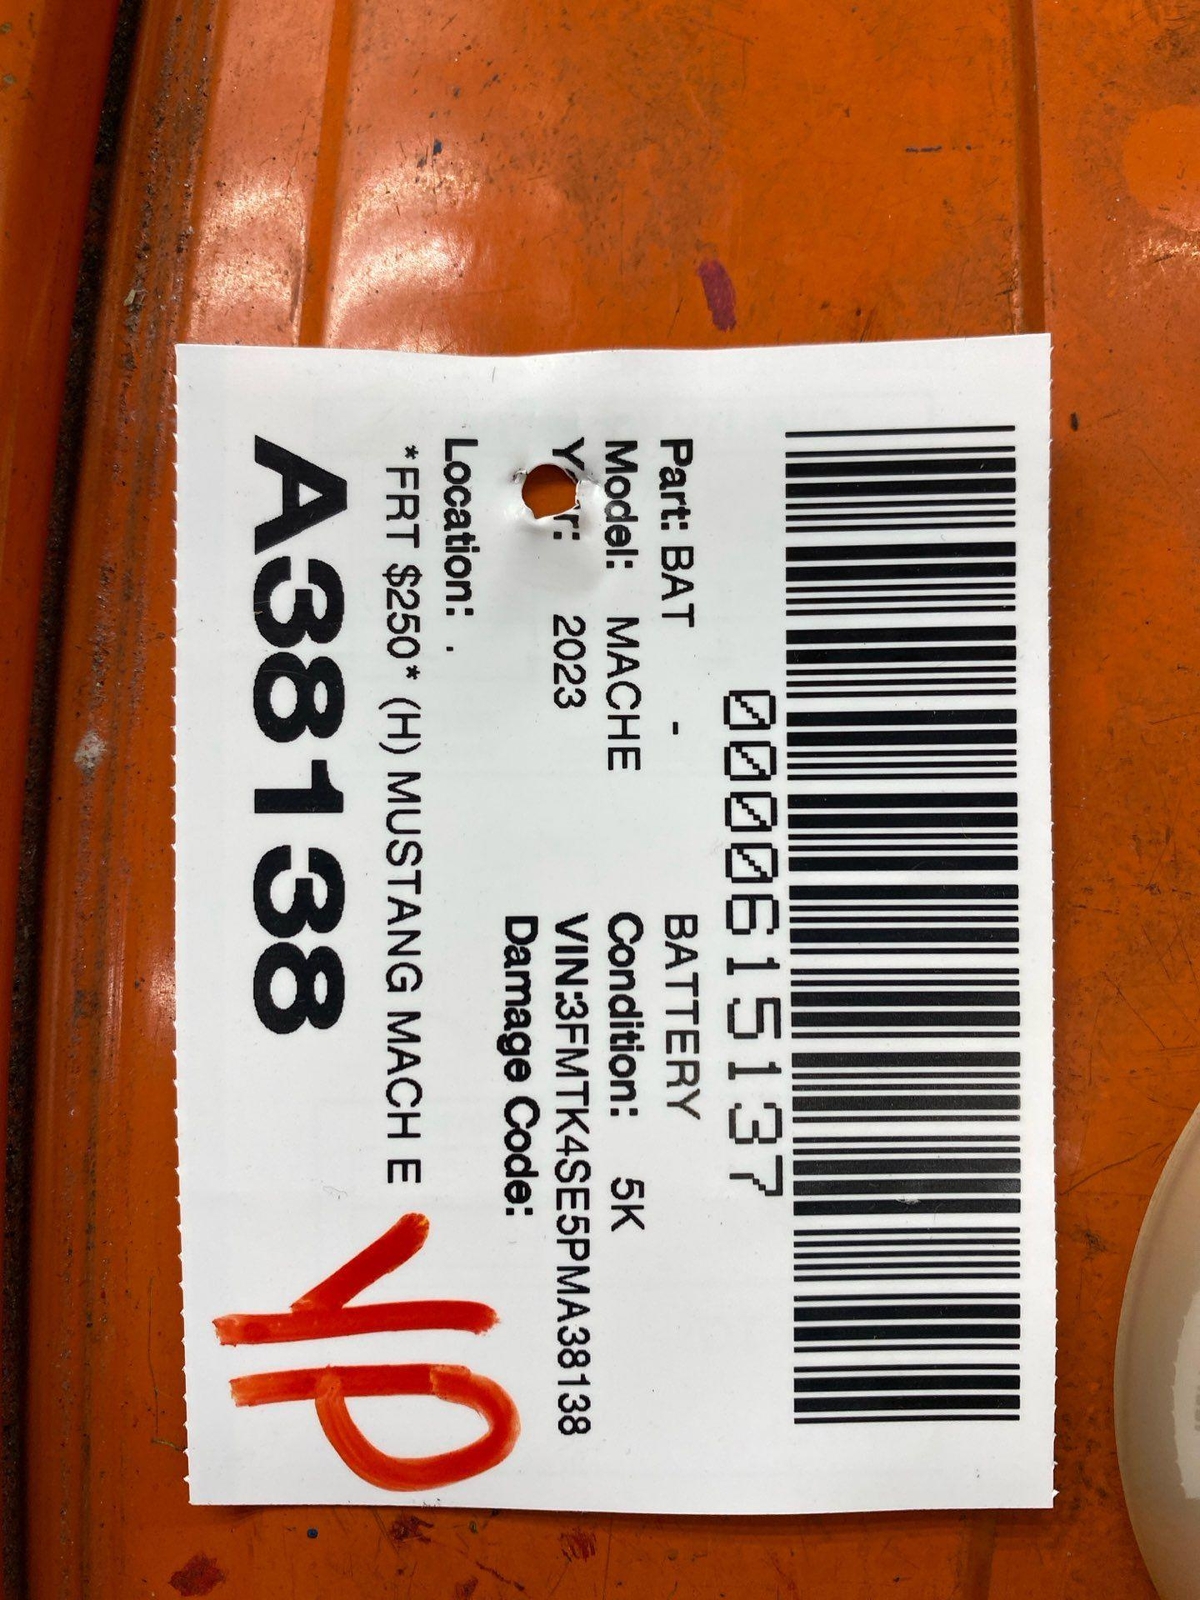 0000615137
Part: BAT - BATTERY
Model: MACHE Condition: 5K
Year: 2023 VIN:3FMTK4SE5PMA38138
Damage Code:
Location: .
*FRT $250* (H) MUSTANG MACH E
A38138
YP